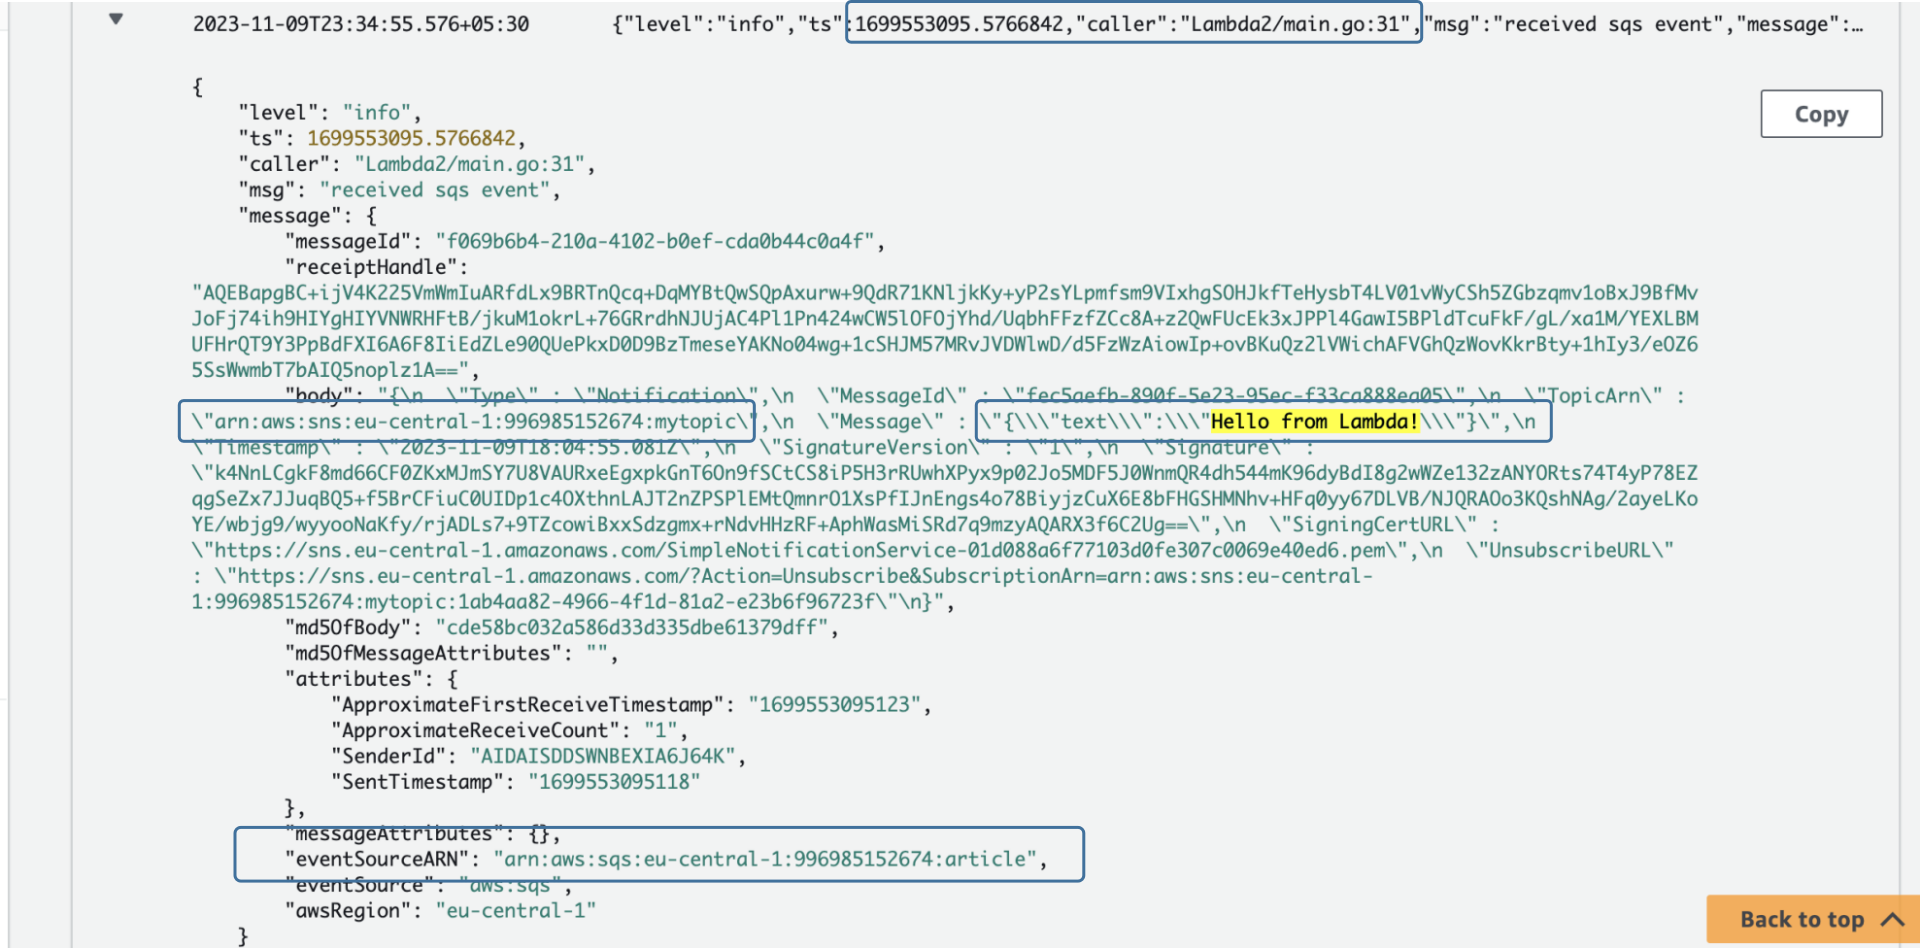 2023-11-09T23:34:55.576+05:30 {"level":"info","ts":1699553095.5766842,"caller":"Lambda2/main.go:31","msg":"received sqs event","message":…
{
Copy
"level": "info",
"ts": 1699553095.5766842,
"caller": "Lambda2/main.go:31",
"msg": "received sqs event",
"message": {
"messageId": "f069b6b4-210a-4102-b0ef-cda0b44c0a4f",
"receiptHandle":
"AQEBapgBC+ijV4K225VmWmIuARfdLx9BRTnQcq+DqMYBtQwSQpAxurw+9QdR71KNljkKy+yP2sYLpmfsm9VIxhgSOHJkfTeHysbT4LV01vWyCSh5ZGbzqmv1oBxJ9BfMv
JoFj74ih9HIYgHIYVNWRHFtB/jkuM1okrL+76GRrdhNJUjAC4Pl1Pn424wCW5lOFOjYhd/UqbhFFzfZCc8A+z2QwFUcEk3xJPPl4GawI5BPldTcuFkF/gL/xa1M/YEXLBM
UFHrQT9Y3PpBdFXI6A6F8IiEdZLe90QUePkxD0D9BzTmeseYAKNo04wg+1cSHJM57MRvJVDWlwD/d5FzWzAiowIp+ovBKuQz2lVWichAFVGhQzWovKkrBty+1hIy3/eOZ6
5SsWwmbT7bAIQ5noplz1A==",
"body": "{\n \"Type\" : \"Notification\",\n \"MessageId\" : \"fec5aefb-890f-5e23-95ec-f33ca888ea05\",\n \"TopicArn\" :
\"arn:aws:sns:eu-central-1:996985152674:mytopic\",\n \"Message\" : \"{\\\"text\\\":\\\"Hello from Lambda!\\\"}\",\n
\"Timestamp\" : \"2023-11-09T18:04:55.081Z\",\n \"SignatureVersion\" : \"1\",\n \"Signature\" :
\"k4NnLCgkF8md66CF0ZKxMJmSY7U8VAURxeEgxpkGnT6On9fSCtCS8iP5H3rRUwhXPyx9p02Jo5MDF5J0WnmQR4dh544mK96dyBdI8g2wWZe132zANYORts74T4yP78EZ
qgSeZx7JJuqBQ5+f5BrCFiuC0UIDp1c4OXthnLAJT2nZPSPlEMtQmnrO1XsPfIJnEngs4o78BiyjzCuX6E8bFHGSHMNhv+HFq0yy67DLVB/NJQRAOo3KQshNAg/2ayeLKo
YE/wbjg9/wyyooNaKfy/rjADLs7+9TZcowiBxxSdzgmx+rNdvHHzRF+AphWasMiSRd7q9mzyAQARX3f6C2Ug==\",\n \"SigningCertURL\" :
\"https://sns.eu-central-1.amazonaws.com/SimpleNotificationService-01d088a6f77103d0fe307c0069e40ed6.pem\",\n \"UnsubscribeURL\"
: \"https://sns.eu-central-1.amazonaws.com/?Action=Unsubscribe&SubscriptionArn=arn:aws:sns:eu-central-
1:996985152674:mytopic:1ab4aa82-4966-4f1d-81a2-e23b6f96723f\"\n}",
"md5OfBody": "cde58bc032a586d33d335dbe61379dff",
"md5OfMessageAttributes": "",
"attributes": {
"ApproximateFirstReceiveTimestamp": "1699553095123",
"ApproximateReceiveCount": "1",
"SenderId": "AIDAISDDSWNBEXIA6J64K",
"SentTimestamp": "1699553095118"
},
"messageAttributes": {},
"eventSourceARN": "arn:aws:sqs:eu-central-1:996985152674:article",
"eventSource": "aws:sqs",
"awsRegion": "eu-central-1"
}
Back to top